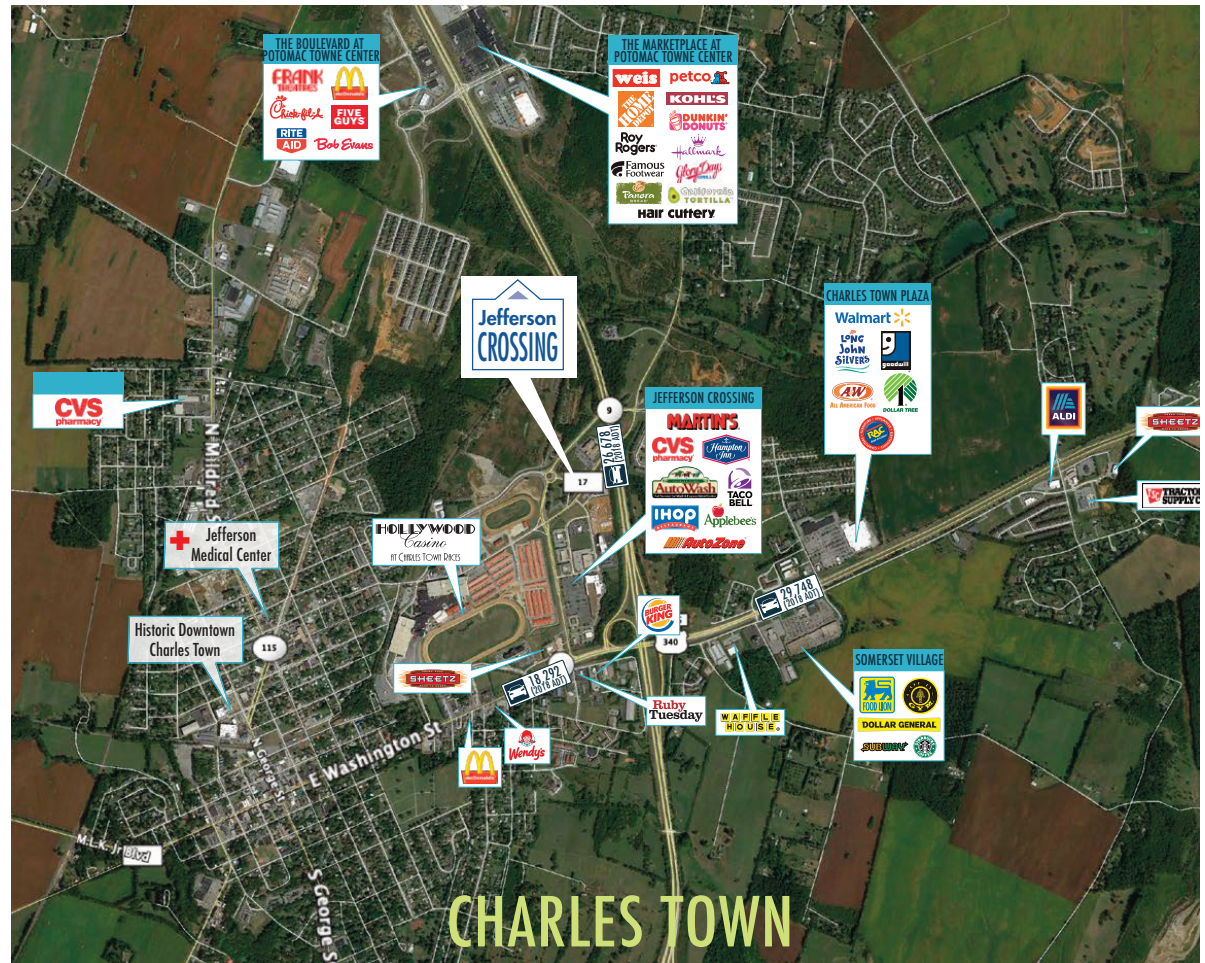 THE BOULEVARD AT
POTOMAC TOWNE CENTER
FRANK
THEATRES
McDonald's
Chick-fil-A
FIVE
GUYS
RITE
AID
Bob Evans
THE MARKETPLACE AT
POTOMAC TOWNE CENTER
weis
petco
THE
HOME
DEPOT
KOHL'S
DUNKIN'
DONUTS
Roy
Rogers
Hallmark
Famous
Footwear
Glory Days
GRILL
Panera
BREAD
California
TORTILLA
Hair Cuttery
Jefferson
CROSSING
CHARLES TOWN PLAZA
Walmart
LONG
JOHN
SILVER'S
goodwill
A&W
ALL AMERICAN FOOD
DOLLAR TREE
RAC
CVS
pharmacy
N Mildred
9
26,678
(2018 ADT)
17
JEFFERSON CROSSING
MARTIN'S
CVS
pharmacy
Hampton
Inn
AutoWash
TACO
BELL
IHOP
RESTAURANT
Applebee's
AutoZone
ALDI
SHEETZ
TSC
TRACTOR
SUPPLY C
Jefferson
Medical Center
HOLLYWOOD
Casino
AT CHARLES TOWN RACES
Historic Downtown
Charles Town
115
29,748
(2018 ADT)
BURGER
KING
340
SHEETZ
18,292
(2018 ADT)
Ruby
Tuesday
WAFFLE
HOUSE
SOMERSET VILLAGE
FOOD LION
GYM
DOLLAR GENERAL
SUBWAY
McDonald's
Wendy's
N George St
E Washington St
M.L.K. Jr Blvd
S George S
CHARLES TOWN